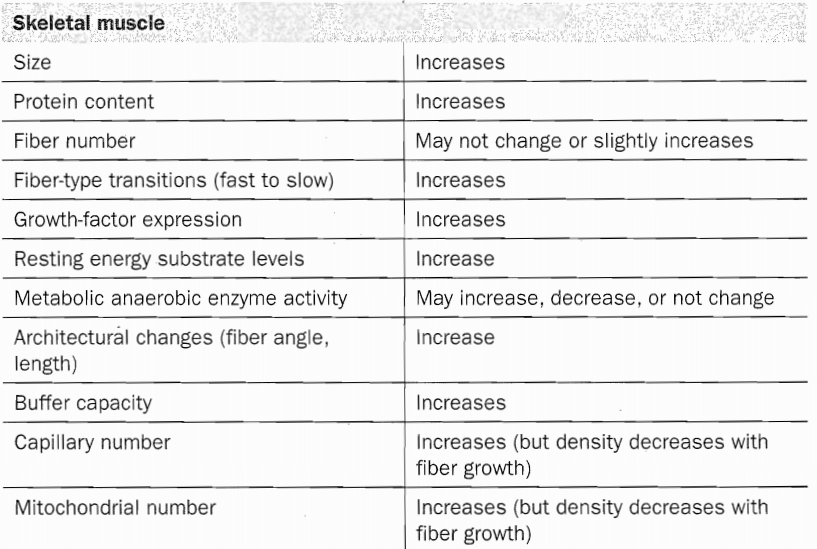 Skeletal muscle
Size Increases
Protein content Increases
Fiber number May not change or slightly increases
Fiber-type transitions (fast to slow) Increases
Growth-factor expression Increases
Resting energy substrate levels Increase
Metabolic anaerobic enzyme activity May increase, decrease, or not change
Architectural changes (fiber angle, Increase
length)
Buffer capacity Increases
Capillary number Increases (but density decreases with
fiber growth)
Mitochondrial number Increases (but density decreases with
fiber growth)